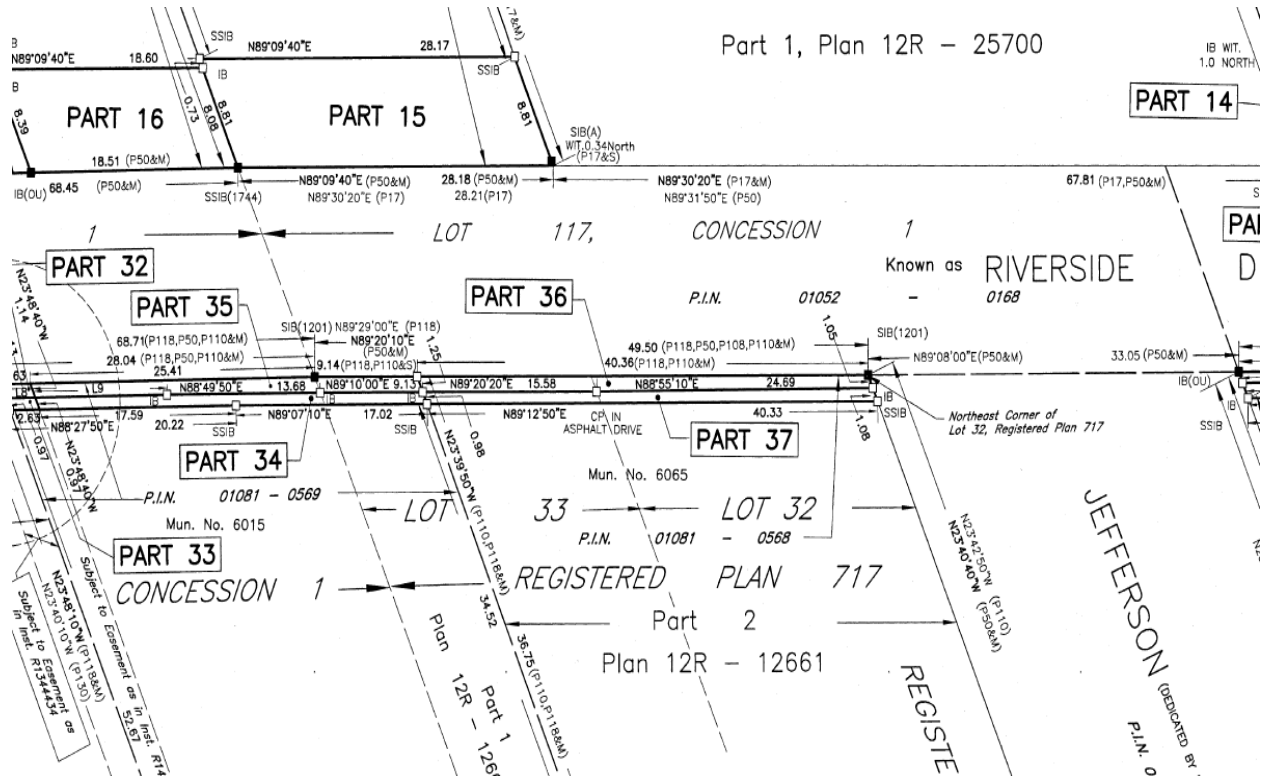 SSIB
N89°09'40"E 28.17
B
N89°09'40"E 18.60
IB
SSIB
Part 1, Plan 12R – 25700
IB WIT.
1.0 NORTH
B
PART 14
8.39
PART 16
0.73
8.08
8.81
PART 15
8.81
SIB(A)
WIT.0.34North
(P17&S)
18.51 (P50&M)
IB(OU)
68.45 (P50&M)
SSIB(1744)
N89°09'40"E (P50&M)
N89°30'20"E (P17)
28.18 (P50&M)
28.21(P17)
N89°30'20"E (P17&M)
N89°31'50"E (P50)
67.81 (P17,P50&M)
1
LOT 117, CONCESSION 1
PART 32
Known as RIVERSIDE D
N23°48'40"W
1.14
PART 35
PART 36
P.I.N. 01052 – 0168
SIB(1201)
N89°29'00"E (P118)
N89°20'10"E
(P50&M)
68.71(P118,P50,P110&M)
28.04 (P118,P50,P110&M)
9.14(P118,P110&S)
1.25
49.50 (P118,P50,P108,P110&M)
40.36(P118,P110&M)
1.05
SIB(1201)
N89°08'00"E(P50&M)
33.05 (P50&M)
IB(OU)
63
25.41
L8
L9
N88°49'50"E
13.68
N89°10'00"E
9.13
N89°20'20"E
15.58
N88°55'10"E
24.69
IB
IB
IB
2.63
17.59
N88°27'50"E
20.22
SSIB
N89°07'10"E
17.02
SSIB
N89°12'50"E
CP IN
ASPHALT DRIVE
40.33
1.08
SSIB
Northeast Corner of
Lot 32, Registered Plan 717
IB
SSIB
0.97
N23°48'40"W
0.97
PART 34
0.98
PART 37
P.I.N. 01081 – 0569
N23°39'50"W (P110,P118&M)
Mun. No. 6065
LOT 33
LOT 32
Mun. No. 6015
P.I.N. 01081 – 0568
PART 33
CONCESSION 1
REGISTERED PLAN 717
N23°42'50"W (P110)
N23°40'40"W (P50&M)
JEFFERSON (DEDICATED BY
34.52
36.75 (P110,P118&M)
Part 2
Plan 12R – 12661
Subject to Easement as
in Inst. R1344434
N23°48'10"W (P118&M)
N23°40'10"W (P130)
52.67
Subject to Easement as in Inst. R14
Plan
12R – 1266
Part 1
REGISTE
P.I.N. 0